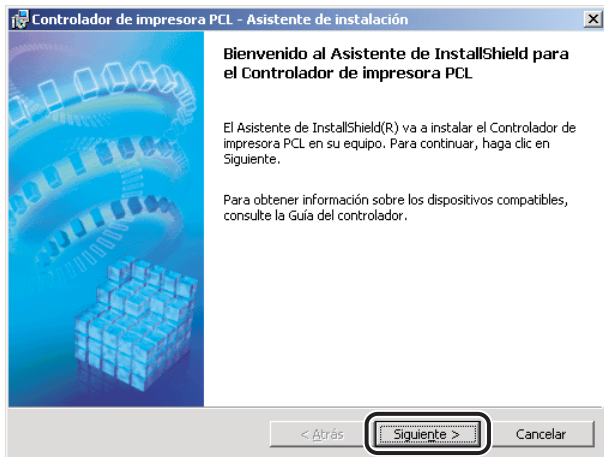 Controlador de impresora PCL - Asistente de instalación
Bienvenido al Asistente de InstallShield para
el Controlador de impresora PCL
El Asistente de InstallShield(R) va a instalar el Controlador de
impresora PCL en su equipo. Para continuar, haga clic en
Siguiente.
Para obtener información sobre los dispositivos compatibles,
consulte la Guía del controlador.
< Atrás
Siguiente >
Cancelar